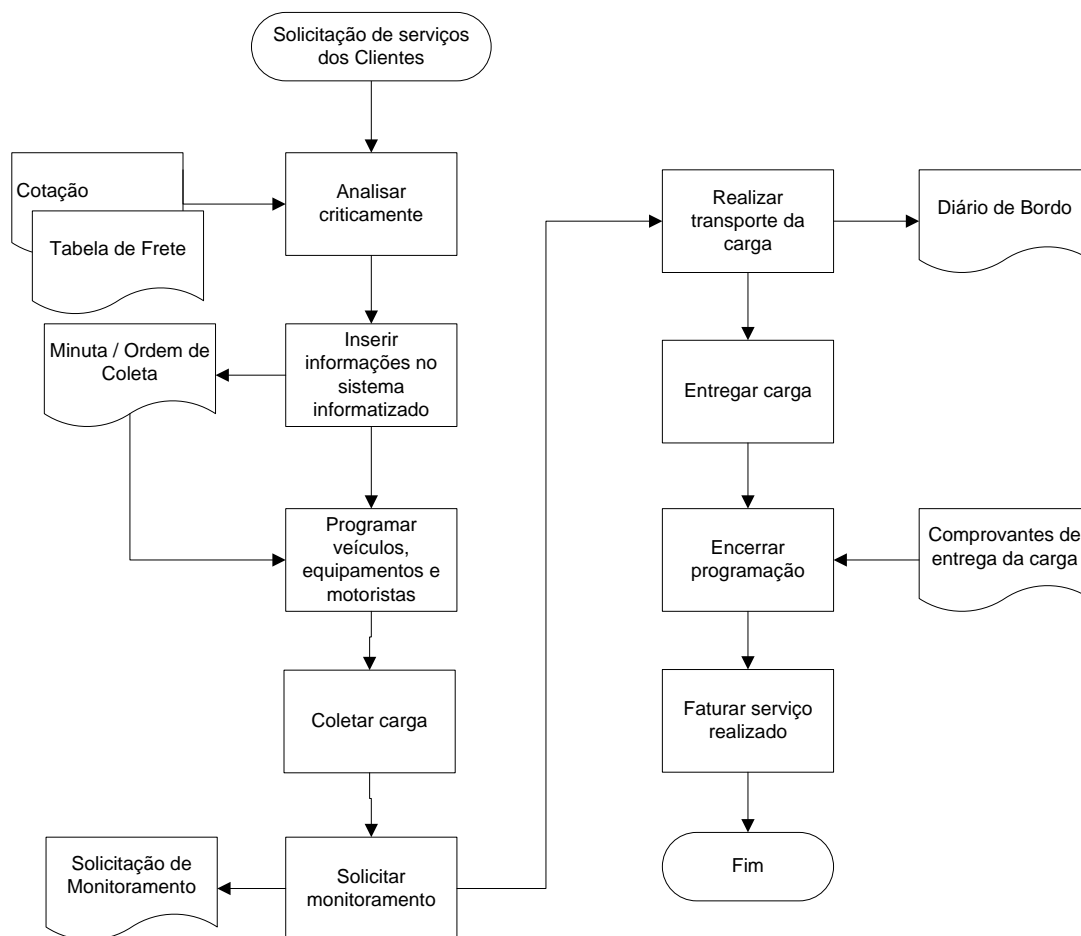 Solicitação de serviços
dos Clientes
Cotação
Tabela de Frete
Analisar
criticamente
Minuta / Ordem de
Coleta
Inserir
informações no
sistema
informatizado
Programar
veículos,
equipamentos e
motoristas
Coletar carga
Solicitação de
Monitoramento
Solicitar
monitoramento
Realizar
transporte da
carga
Diário de Bordo
Entregar carga
Encerrar
programação
Comprovantes de
entrega da carga
Faturar serviço
realizado
Fim